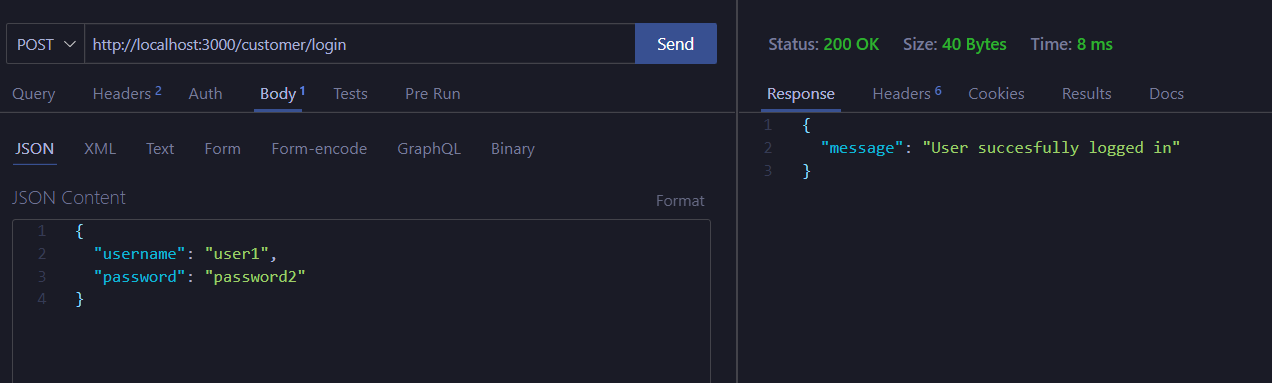 POST http://localhost:3000/customer/login Send
Query Headers 2 Auth Body 1 Tests Pre Run
JSON XML Text Form Form-encode GraphQL Binary
JSON Content Format
1 {
2 "username": "user1",
3 "password": "password2"
4 }
Status: 200 OK Size: 40 Bytes Time: 8 ms
Response Headers 6 Cookies Results Docs
1 {
2 "message": "User succesfully logged in"
3 }